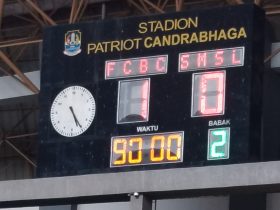 STADION
PATRIOT CANDRABHAGA
FCBC SMSL
1 0
WAKTU BABAK
90:00 2